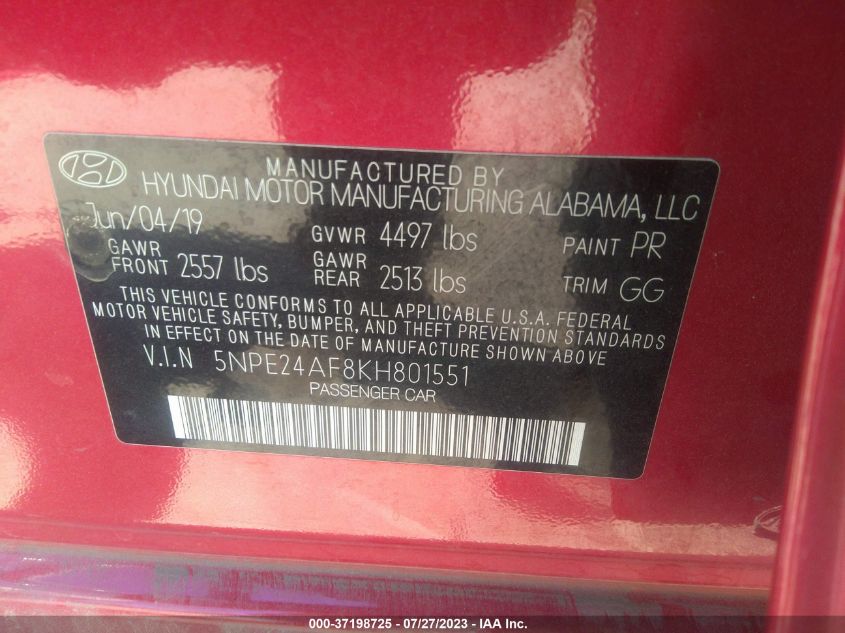 MANUFACTURED BY
HYUNDAI MOTOR MANUFACTURING ALABAMA, LLC
Jun/04/19 GVWR 4497 lbs PAINT PR
GAWR FRONT 2557 lbs GAWR REAR 2513 lbs TRIM GG
THIS VEHICLE CONFORMS TO ALL APPLICABLE U.S.A. FEDERAL
MOTOR VEHICLE SAFETY, BUMPER, AND THEFT PREVENTION STANDARDS
IN EFFECT ON THE DATE OF MANUFACTURE SHOWN ABOVE.
V.I.N 5NPE24AF8KH801551
PASSENGER CAR
000-37198725 - 07/27/2023 - IAA Inc.